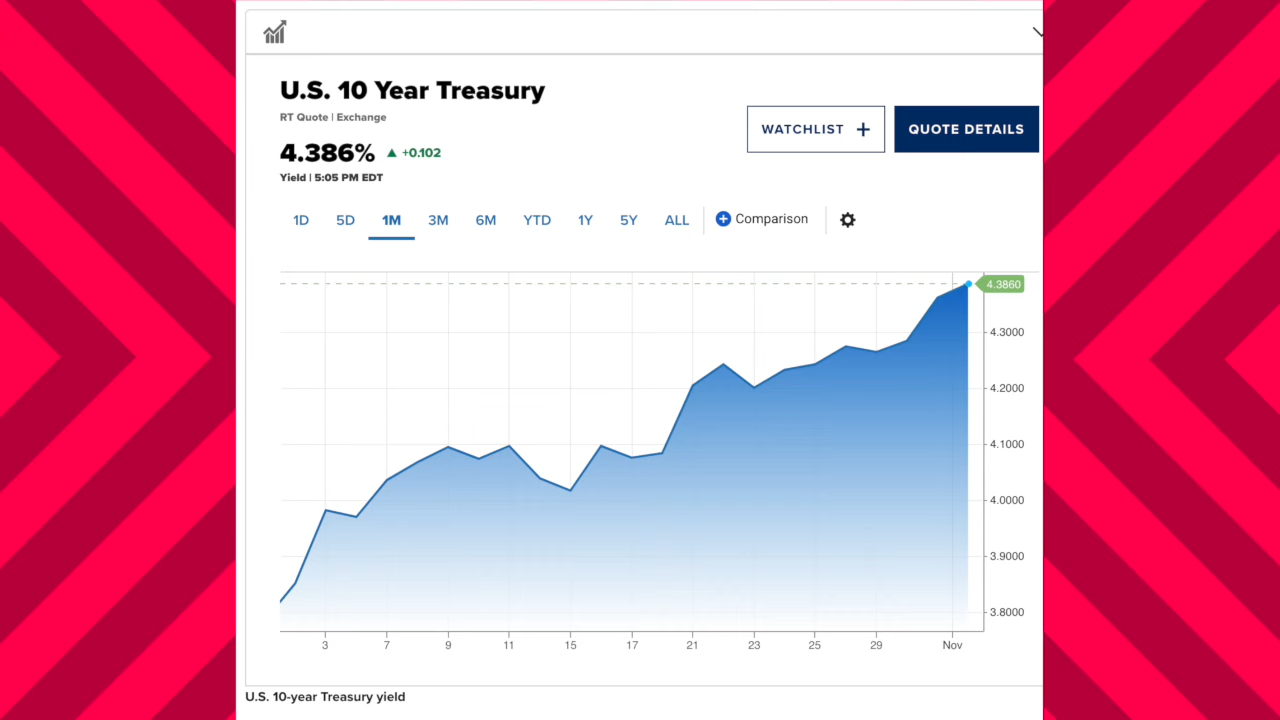 U.S. 10 Year Treasury
RT Quote | Exchange
WATCHLIST +
QUOTE DETAILS
4.386% ▲ +0.102
Yield | 5:05 PM EDT
1D 5D 1M 3M 6M YTD 1Y 5Y ALL + Comparison
4.3860
4.3000
4.2000
4.1000
4.0000
3.9000
3.8000
3 7 9 11 15 17 21 23 25 29 Nov
U.S. 10-year Treasury yield